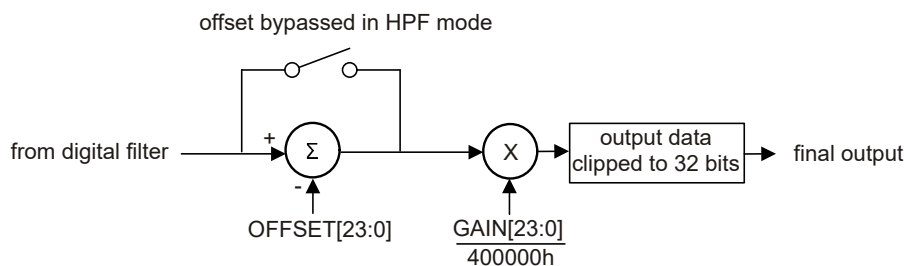 offset bypassed in HPF mode
from digital filter
+
Σ
-
OFFSET[23:0]
X
GAIN[23:0]
400000h
output data
clipped to 32 bits
final output